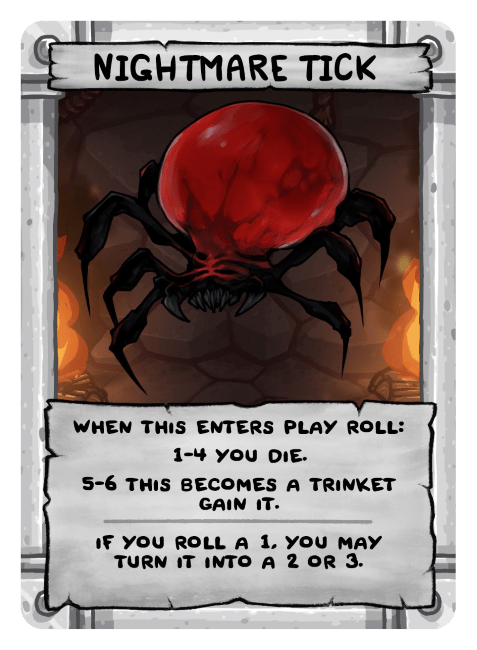 NIGHTMARE TICK
WHEN THIS ENTERS PLAY ROLL:
1-4 YOU DIE.
5-6 THIS BECOMES A TRINKET
GAIN IT.
IF YOU ROLL A 1, YOU MAY
TURN IT INTO A 2 OR 3.